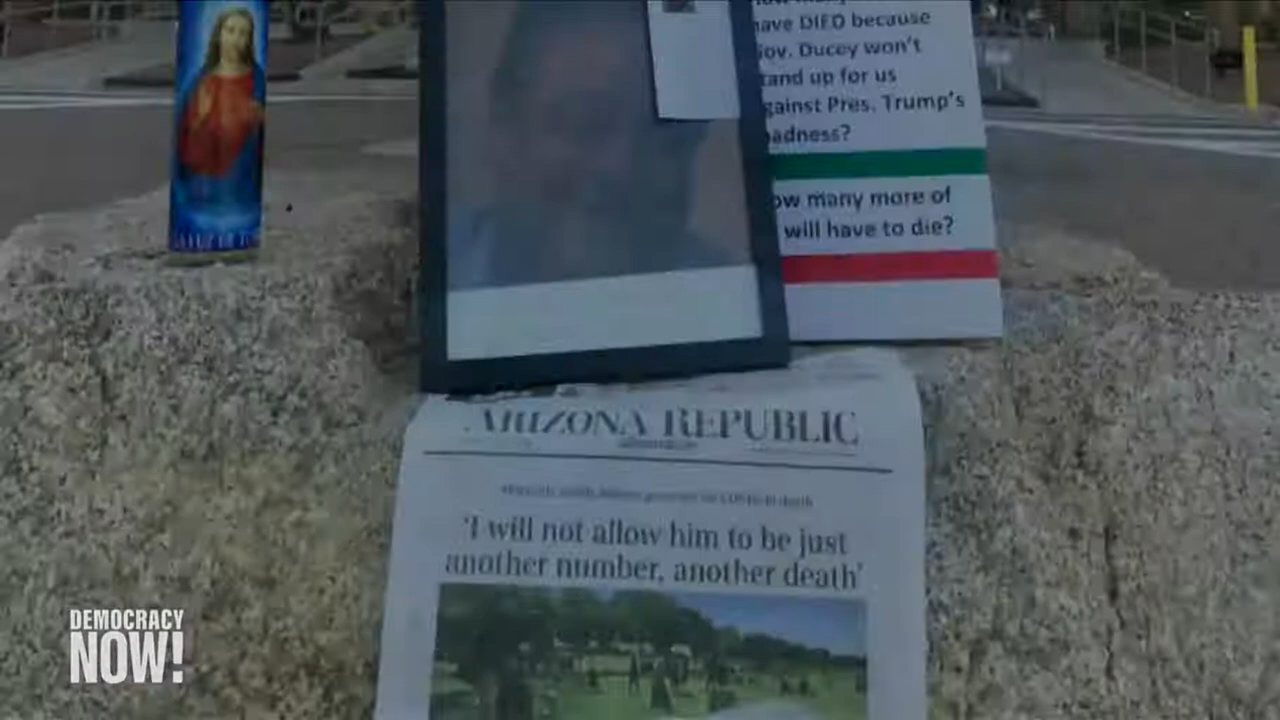 have DIED because
Gov. Ducey won't
stand up for us
against Pres. Trump's
madness?
How many more of
will have to die?
ARIZONA REPUBLIC
'I will not allow him to be just
another number, another death'
DEMOCRACY
NOW!